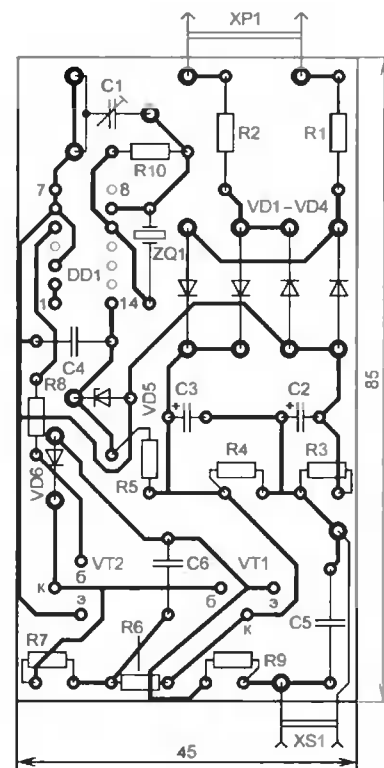 XP1
C1
R2
R1
R10
7
8
VD1–VD4
ZQ1
DD1
1
14
C4
R8
VD5
C3
C2
85
R5
R4
R3
VD6
VT2
б
C6
VT1
к
э
б
э
к
C5
R7
R6
R9
XS1
45